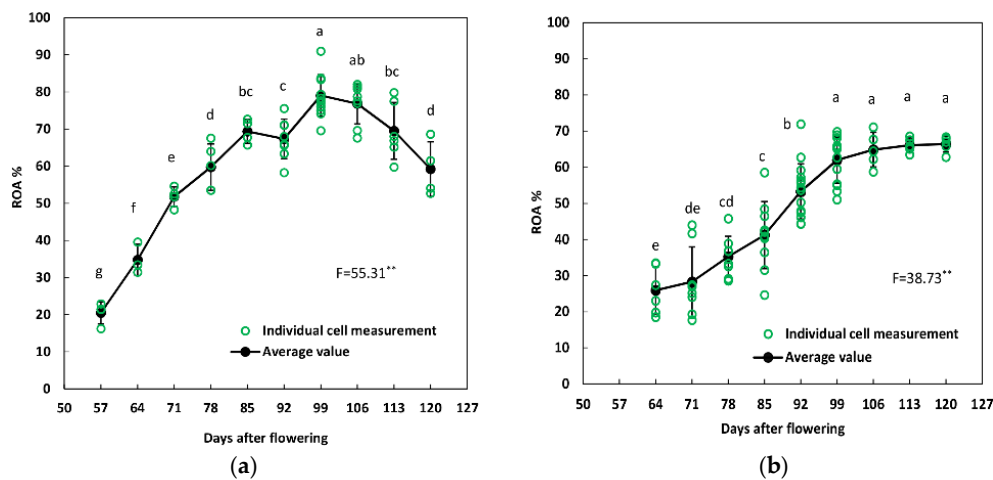 100
90
80
70
60
50
40
30
20
10
0
ROA %
g
f
e
d
bc
c
a
ab
bc
d
F=55.31**
Individual cell measurement
Average value
50 57 64 71 78 85 92 99 106 113 120 127
Days after flowering
(a)
100
90
80
70
60
50
40
30
20
10
0
ROA %
e
de
cd
c
b
a
a
a
a
F=38.73**
Individual cell measurement
Average value
50 57 64 71 78 85 92 99 106 113 120 127
Days after flowering
(b)